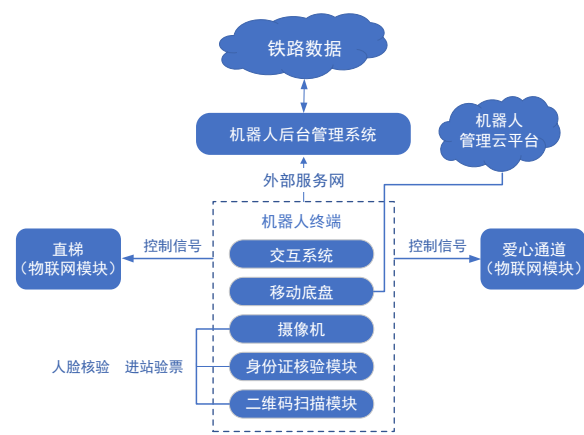 铁路数据
机器人后台管理系统
机器人
管理云平台
外部服务网
机器人终端
直梯
（物联网模块）
控制信号
交互系统
控制信号
爱心通道
（物联网模块）
移动底盘
摄像机
人脸核验 进站验票
身份证核验模块
二维码扫描模块